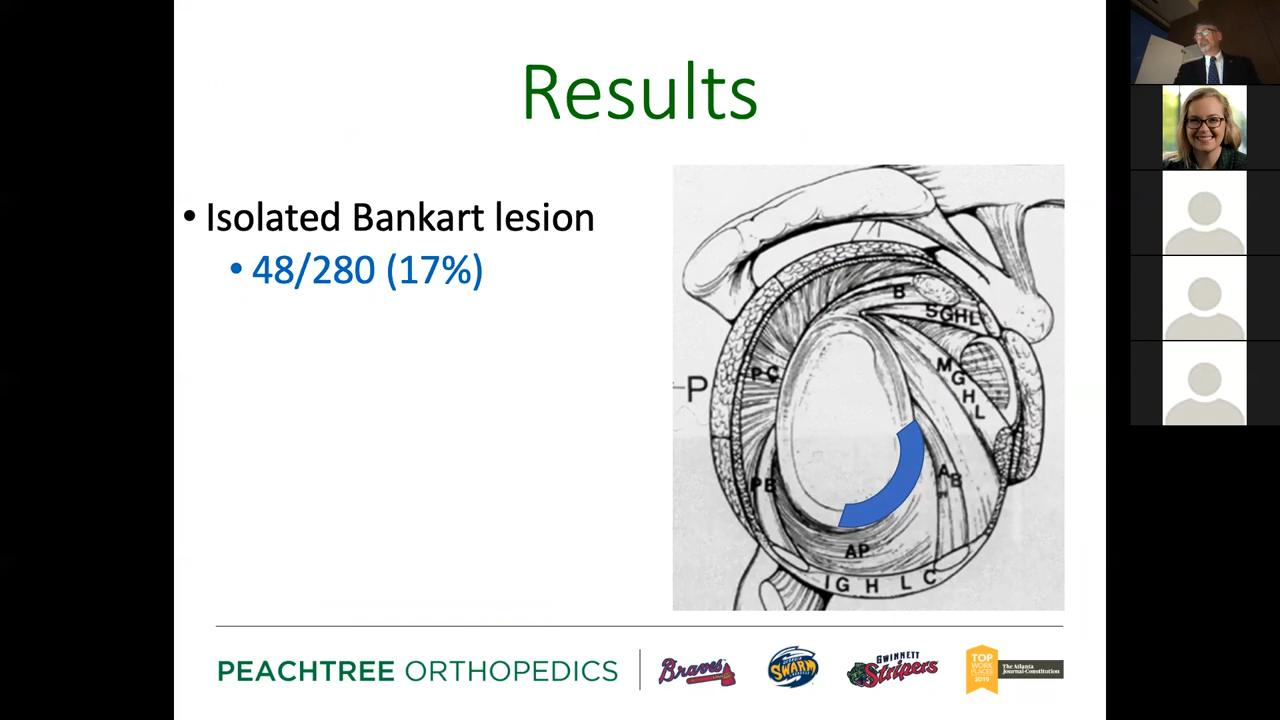 Results
• Isolated Bankart lesion
• 48/280 (17%)
B
SGHL
MGHL
PC
P
AB
PB
AP
IGHLC
PEACHTREE ORTHOPEDICS
Braves
SWARM
GWINNETT
Stripers
TOP
WORK
PLACES
2019
The Atlanta
Journal-Constitution